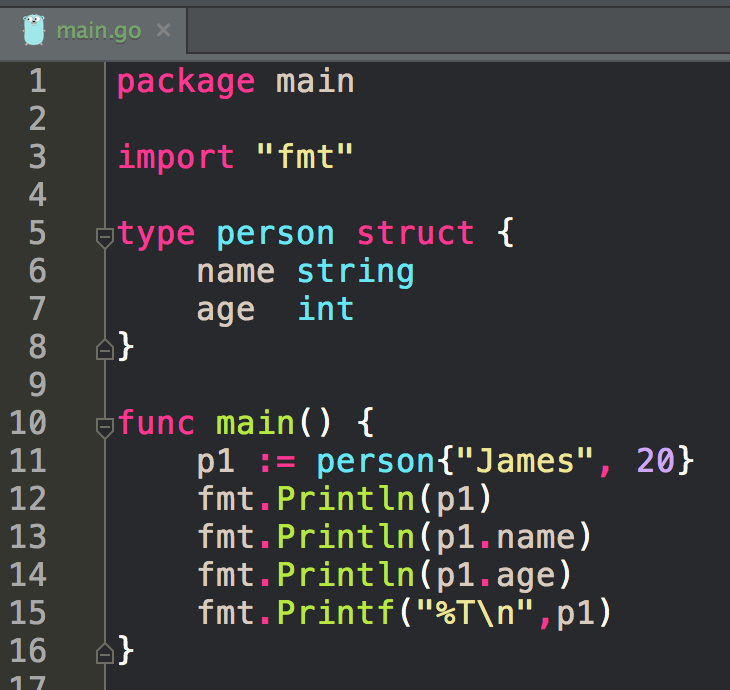 main.go ×
1 package main
2
3 import "fmt"
4
5 type person struct {
6     name string
7     age  int
8 }
9
10 func main() {
11     p1 := person{"James", 20}
12     fmt.Println(p1)
13     fmt.Println(p1.name)
14     fmt.Println(p1.age)
15     fmt.Printf("%T\n",p1)
16 }
17